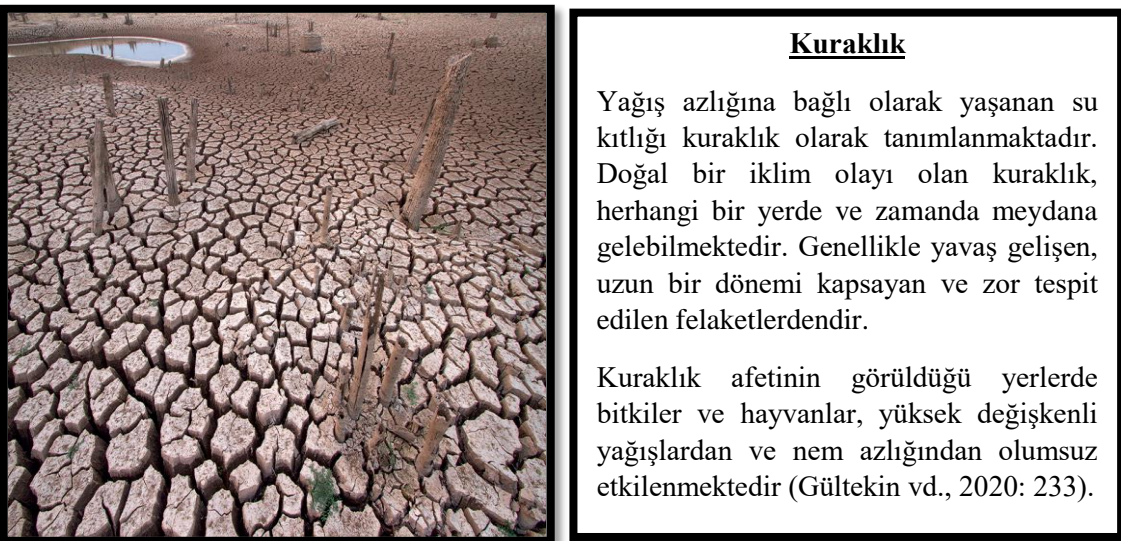 Kuraklık
Yağış azlığına bağlı olarak yaşanan su
kıtlığı kuraklık olarak tanımlanmaktadır.
Doğal bir iklim olayı olan kuraklık,
herhangi bir yerde ve zamanda meydana
gelebilmektedir. Genellikle yavaş gelişen,
uzun bir dönemi kapsayan ve zor tespit
edilen felaketlerdendir.
Kuraklık afetinin görüldüğü yerlerde
bitkiler ve hayvanlar, yüksek değişkenli
yağışlardan ve nem azlığından olumsuz
etkilenmektedir (Gültekin vd., 2020: 233).